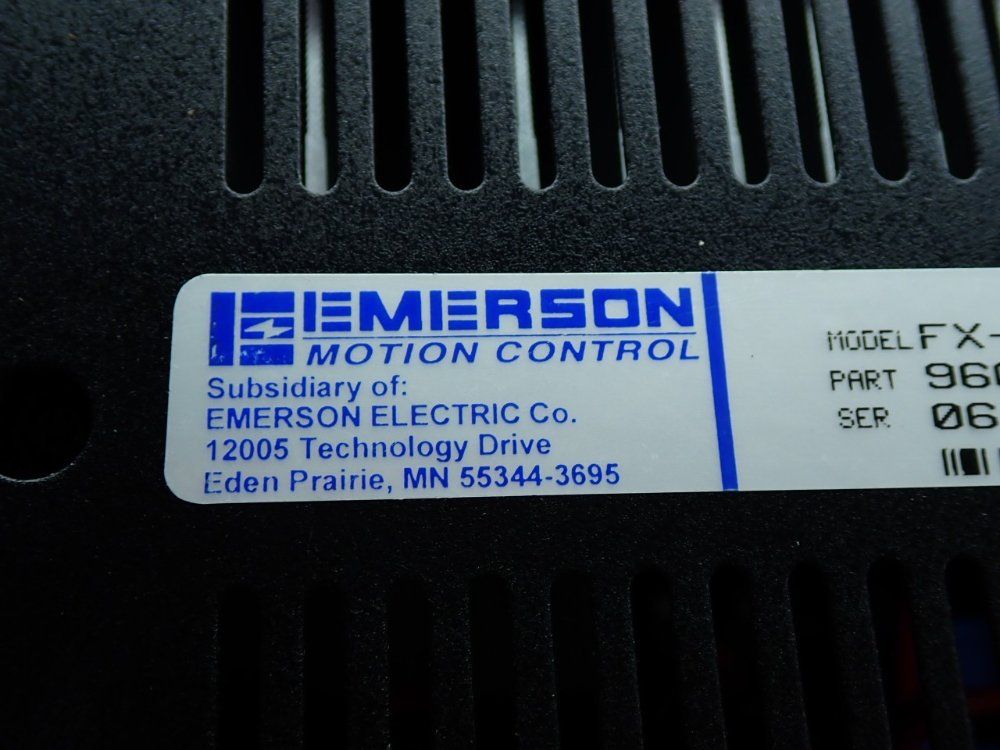 EMERSON
MOTION CONTROL
Subsidiary of:
EMERSON ELECTRIC Co.
12005 Technology Drive
Eden Prairie, MN 55344-3695
MODEL FX-
PART 960
SER 06